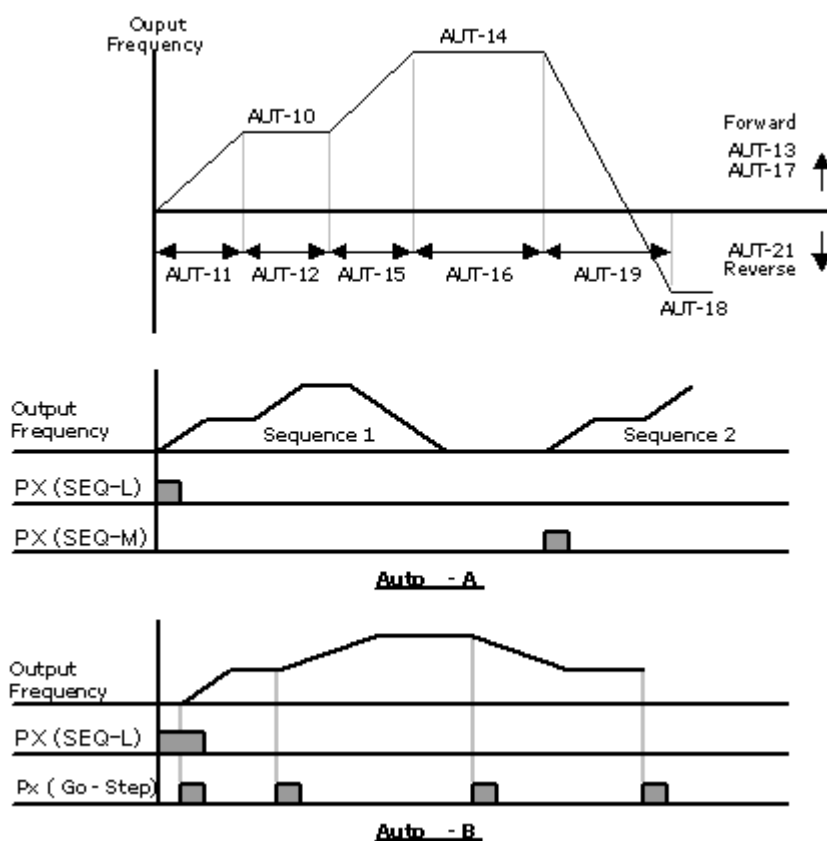 Ouput
Frequency
AUT-14
AUT-10
Forward
AUT-13
AUT-17
AUT-11
AUT-12
AUT-15
AUT-16
AUT-19
AUT-21
Reverse
AUT-18
Output
Frequency
Sequence 1
Sequence 2
PX (SEQ-L)
PX (SEQ-M)
Auto - A
Output
Frequency
PX (SEQ-L)
Px ( Go - Step)
Auto - B